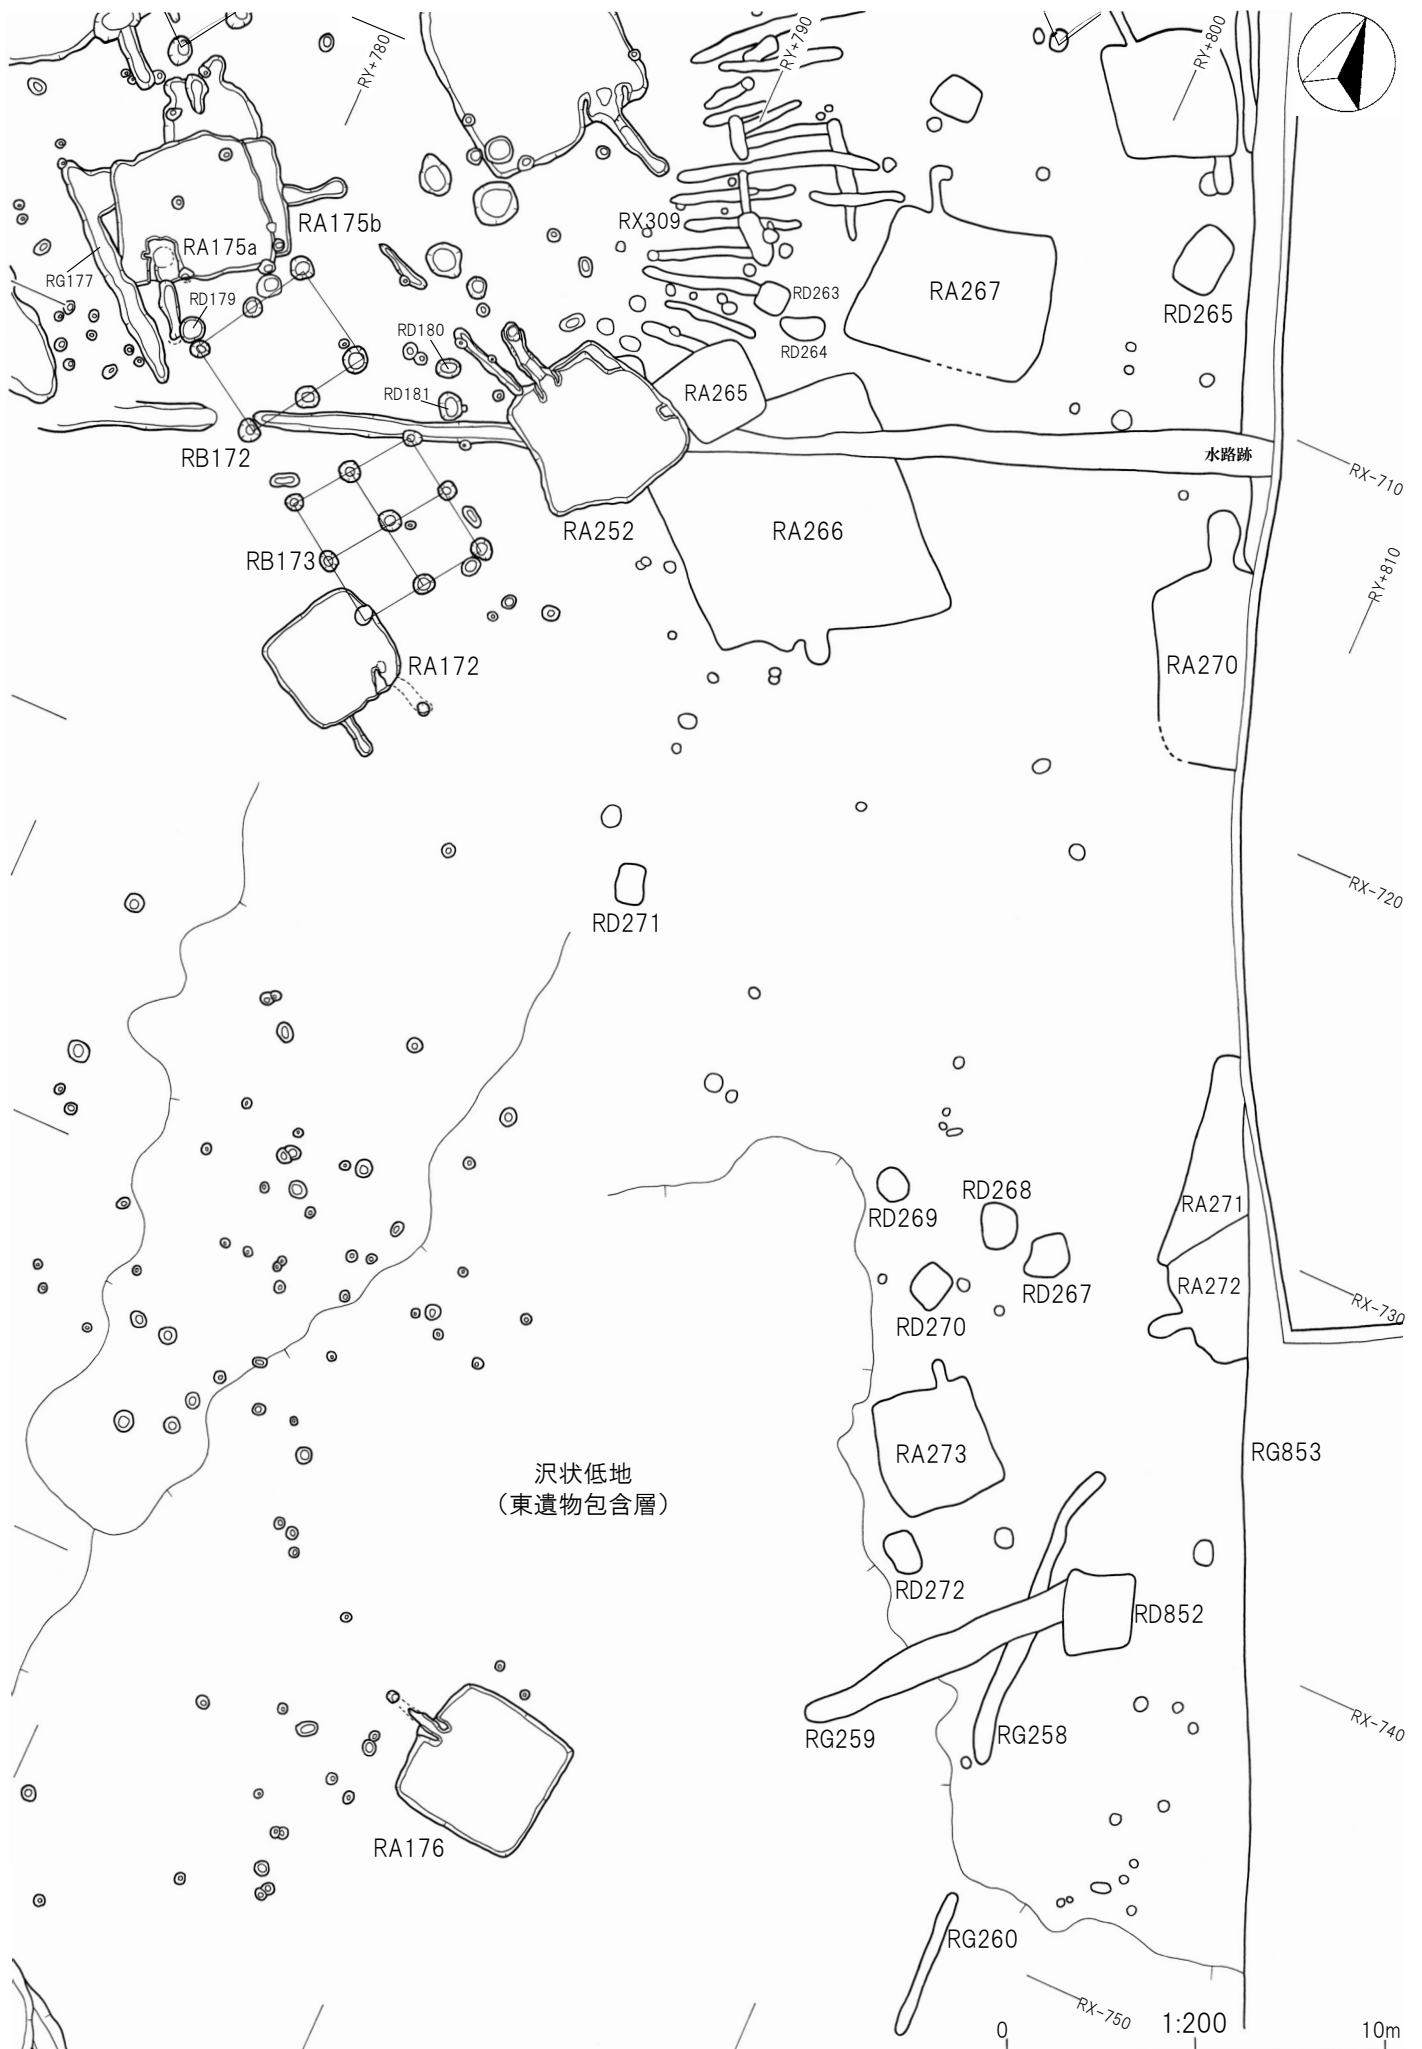 RY+780
RY+790
RY+800
RA175b
RX309
RA175a
RG177
RD179
RA267
RD263
RD265
RD180
RD264
RD181
RA265
RB172
水路跡
RX-710
RA252
RA266
RB173
RY+810
RA172
RA270
RX-720
RD271
RD268
RA271
RD269
RD267
RA272
RX-730
RD270
RA273
RG853
沢状低地
（東遺物包含層）
RD272
RD852
RG259
RG258
RX-740
RA176
RG260
RX-750
1:200
0
10m